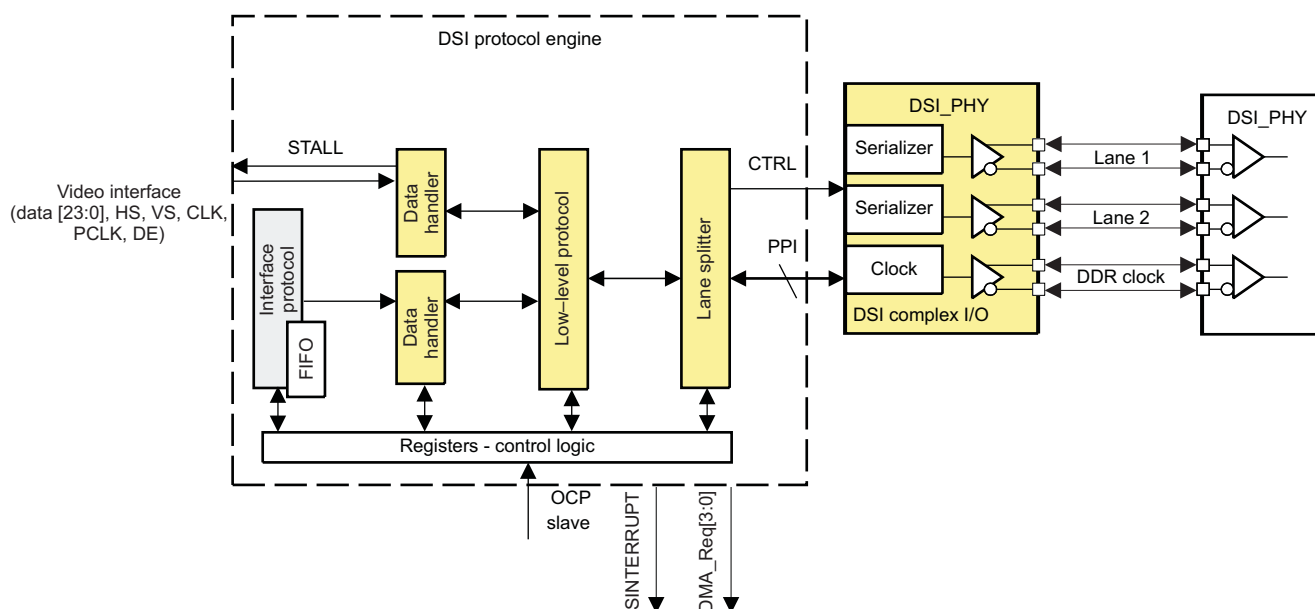 DSI protocol engine
STALL
Video interface
(data [23:0], HS, VS, CLK,
PCLK, DE)
Interface
protocol
FIFO
Data
handler
Data
handler
Low–level protocol
Lane splitter
CTRL
PPI
Registers - control logic
OCP
slave
SINTERRUPT
DMA_Req[3:0]
DSI_PHY
Serializer
Serializer
Clock
DSI complex I/O
Lane 1
Lane 2
DDR clock
DSI_PHY